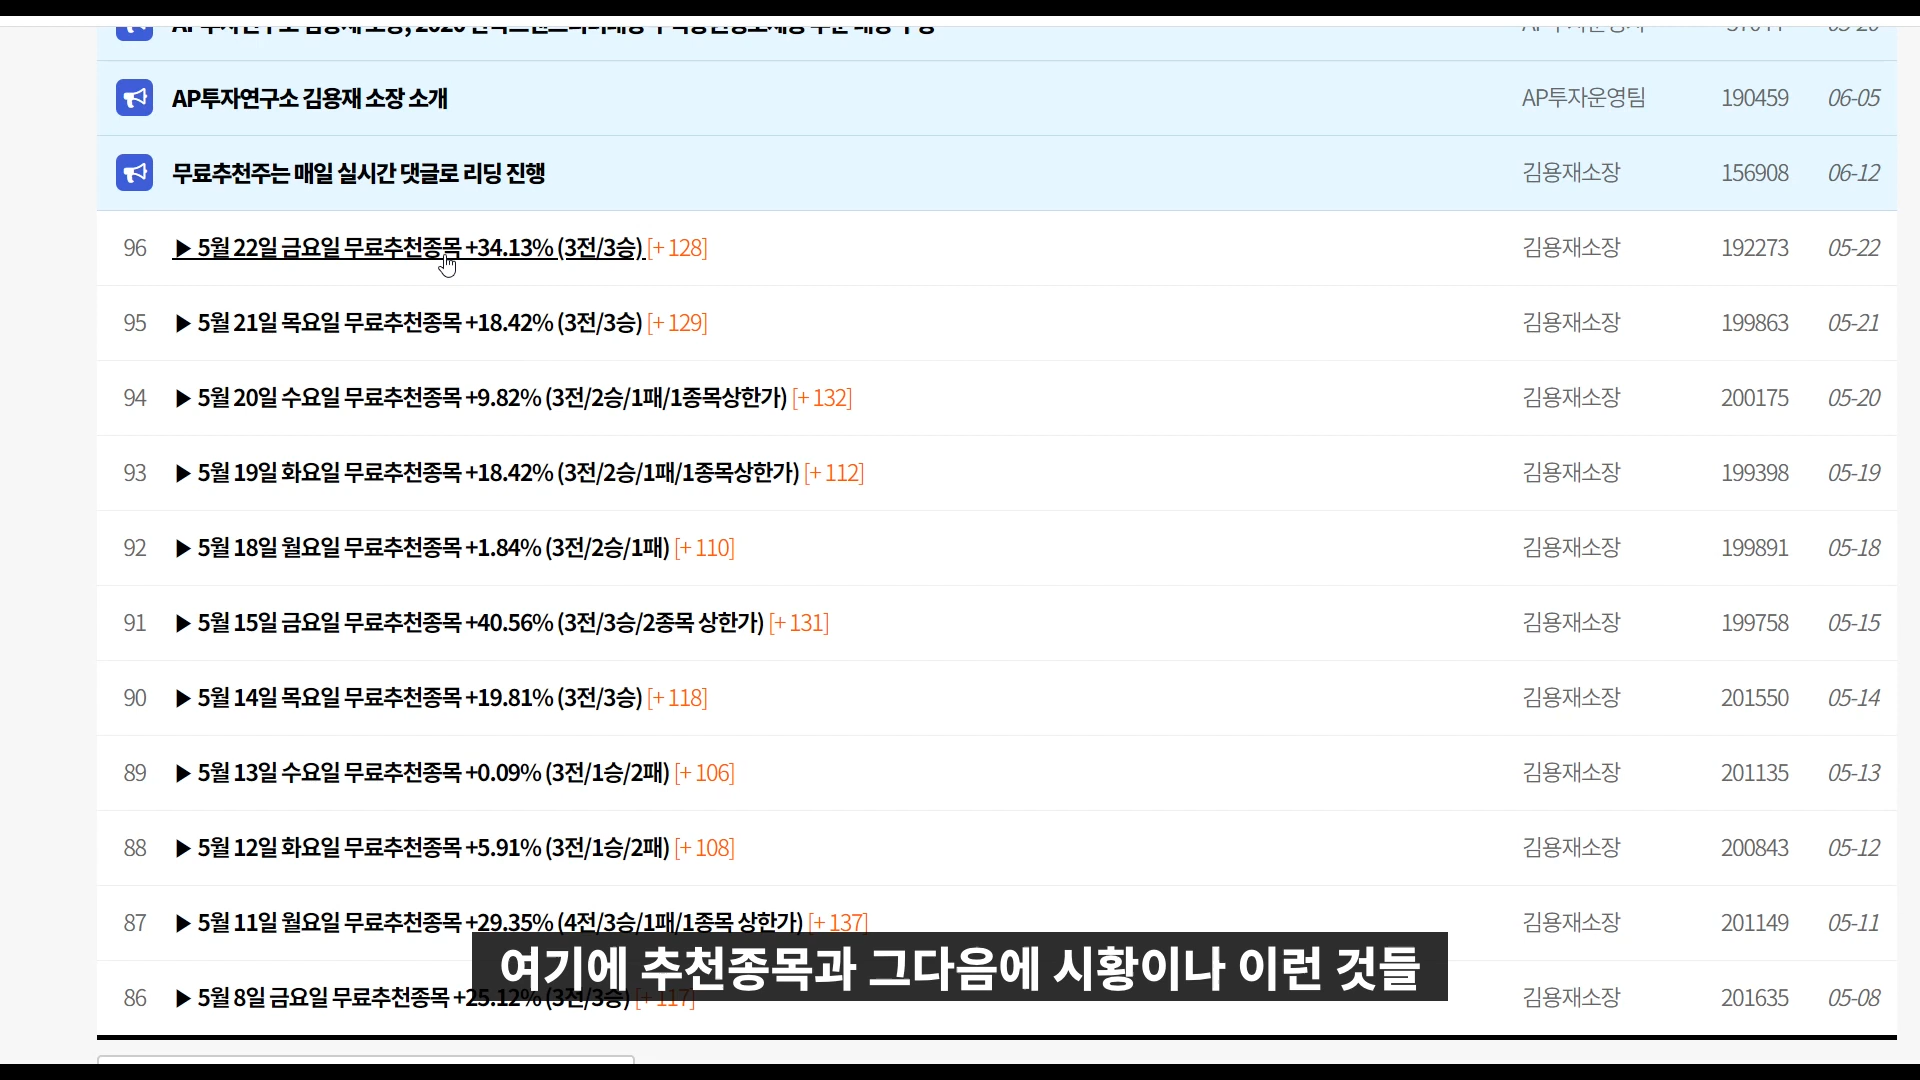 AP투자연구소 김용재 소장 소개 AP투자운영팀 190459 06-05
무료추천주는 매일 실시간 댓글로 리딩 진행 김용재소장 156908 06-12
96 ▶ 5월 22일 금요일 무료추천종목 +34.13% (3전/3승) [+ 128] 김용재소장 192273 05-22
95 ▶ 5월 21일 목요일 무료추천종목 +18.42% (3전/3승) [+ 129] 김용재소장 199863 05-21
94 ▶ 5월 20일 수요일 무료추천종목 +9.82% (3전/2승/1패/1종목상한가) [+ 132] 김용재소장 200175 05-20
93 ▶ 5월 19일 화요일 무료추천종목 +18.42% (3전/2승/1패/1종목상한가) [+ 112] 김용재소장 199398 05-19
92 ▶ 5월 18일 월요일 무료추천종목 +1.84% (3전/2승/1패) [+ 110] 김용재소장 199891 05-18
91 ▶ 5월 15일 금요일 무료추천종목 +40.56% (3전/3승/2종목 상한가) [+ 131] 김용재소장 199758 05-15
90 ▶ 5월 14일 목요일 무료추천종목 +19.81% (3전/3승) [+ 118] 김용재소장 201550 05-14
89 ▶ 5월 13일 수요일 무료추천종목 +0.09% (3전/1승/2패) [+ 106] 김용재소장 201135 05-13
88 ▶ 5월 12일 화요일 무료추천종목 +5.91% (3전/1승/2패) [+ 108] 김용재소장 200843 05-12
87 ▶ 5월 11일 월요일 무료추천종목 +29.35% (4전/3승/1패/1종목 상한가) [+ 137] 김용재소장 201149 05-11
여기에 추천종목과 그다음에 시황이나 이런 것들
86 ▶ 5월 8일 금요일 무료추천종목 +25.12% (3전/3승) [+ 117] 김용재소장 201635 05-08